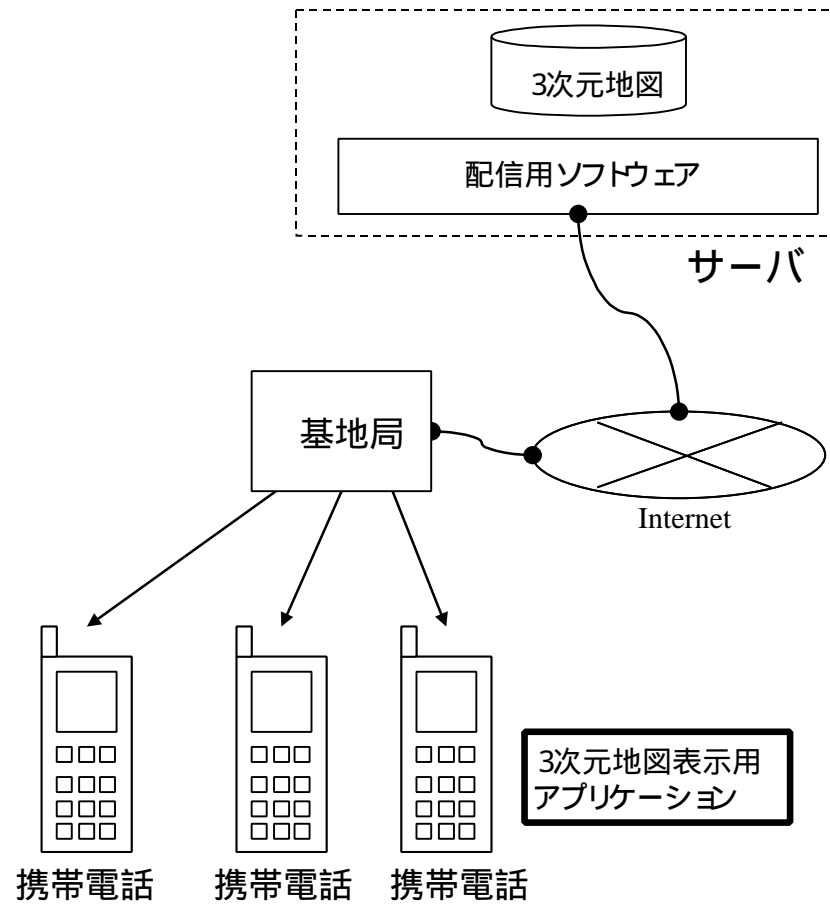 3次元地図
配信用ソフトウェア
サーバ
基地局
Internet
3次元地図表示用
アプリケーション
携帯電話
携帯電話
携帯電話